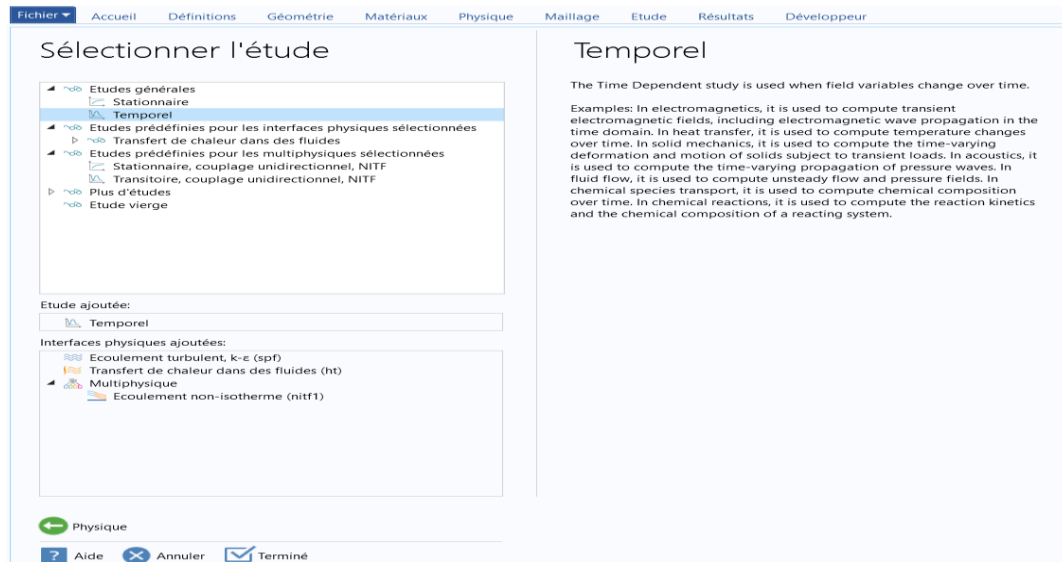 Fichier Accueil Définitions Géométrie Matériaux Physique Maillage Etude Résultats Développeur
Sélectionner l'étude
Etudes générales
Stationnaire
Temporel
Etudes prédéfinies pour les interfaces physiques sélectionnées
Transfert de chaleur dans des fluides
Etudes prédéfinies pour les multiphysiques sélectionnées
Stationnaire, couplage unidirectionnel, NITF
Transitoire, couplage unidirectionnel, NITF
Plus d'études
Etude vierge
Etude ajoutée:
Temporel
Interfaces physiques ajoutées:
Ecoulement turbulent, k-ε (spf)
Transfert de chaleur dans des fluides (ht)
Multiphysique
Ecoulement non-isotherme (nitf1)
Physique
? Aide Annuler Terminé
Temporel
The Time Dependent study is used when field variables change over time.
Examples: In electromagnetics, it is used to compute transient
electromagnetic fields, including electromagnetic wave propagation in the
time domain. In heat transfer, it is used to compute temperature changes
over time. In solid mechanics, it is used to compute the time-varying
deformation and motion of solids subject to transient loads. In acoustics, it
is used to compute the time-varying propagation of pressure waves. In
fluid flow, it is used to compute unsteady flow and pressure fields. In
chemical species transport, it is used to compute chemical composition
over time. In chemical reactions, it is used to compute the reaction kinetics
and the chemical composition of a reacting system.